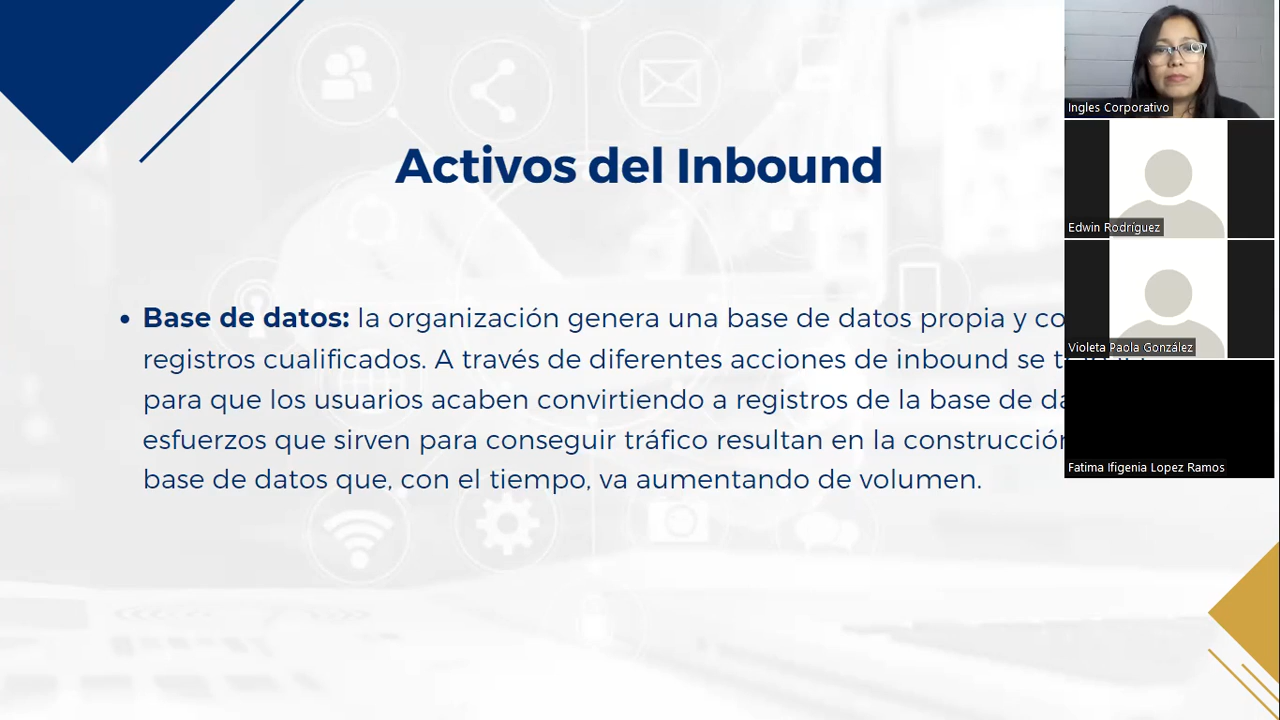 Activos del Inbound
• Base de datos: la organización genera una base de datos propia y co
registros cualificados. A través de diferentes acciones de inbound se
para que los usuarios acaben convirtiendo a registros de la base de
esfuerzos que sirven para conseguir tráfico resultan en la construcción
base de datos que, con el tiempo, va aumentando de volumen.
Ingles Corporativo
Edwin Rodríguez
Violeta Paola González
Fatima Ifigenia Lopez Ramos